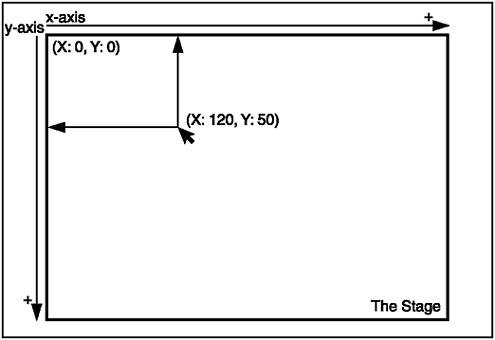 x-axis +
y-axis
(X: 0, Y: 0)
(X: 120, Y: 50)
+
The Stage